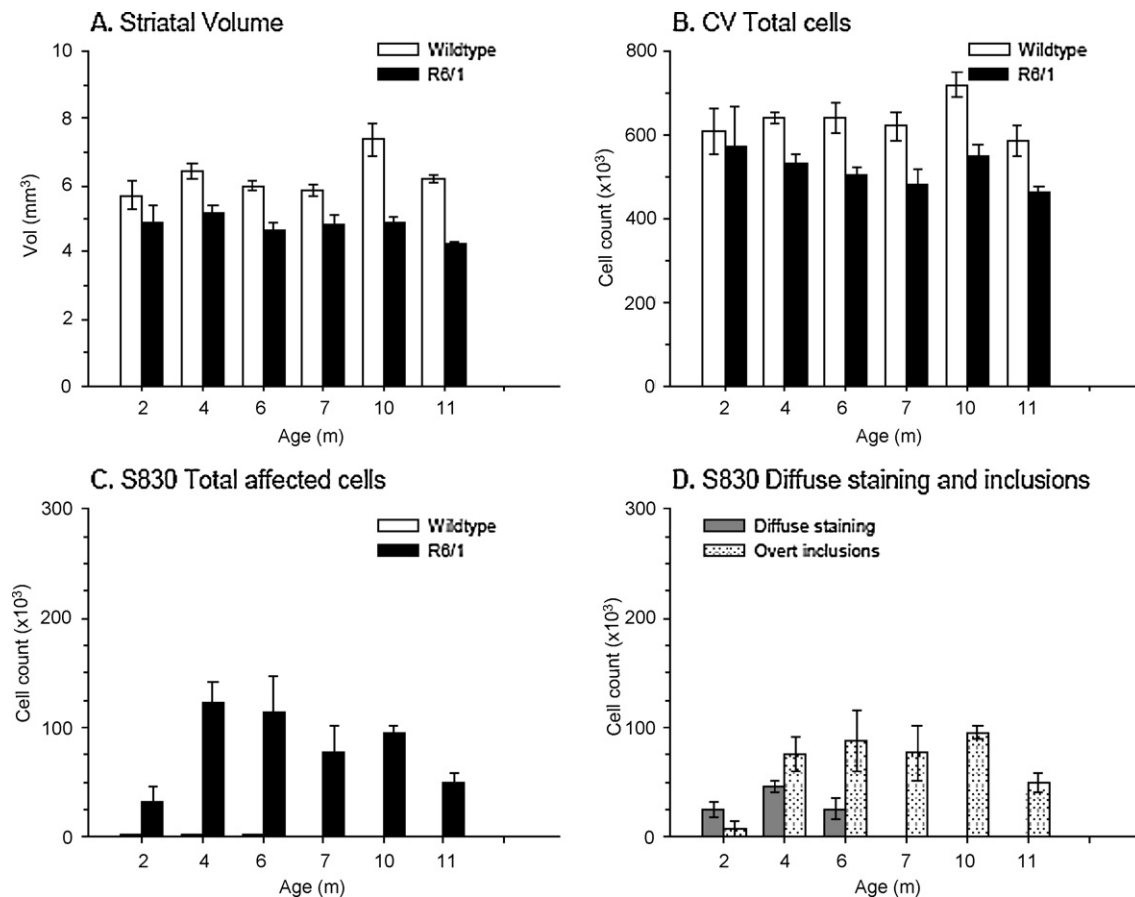 A. Striatal Volume
Wildtype
R6/1
10
8
6
4
2
0
Vol (mm³)
2 4 6 7 10 11
Age (m)
B. CV Total cells
Wildtype
R6/1
800
600
400
200
0
Cell count (x10³)
2 4 6 7 10 11
Age (m)
C. S830 Total affected cells
Wildtype
R6/1
300
200
100
0
Cell count (x10³)
2 4 6 7 10 11
Age (m)
D. S830 Diffuse staining and inclusions
Diffuse staining
Overt inclusions
300
200
100
0
Cell count (x10³)
2 4 6 7 10 11
Age (m)